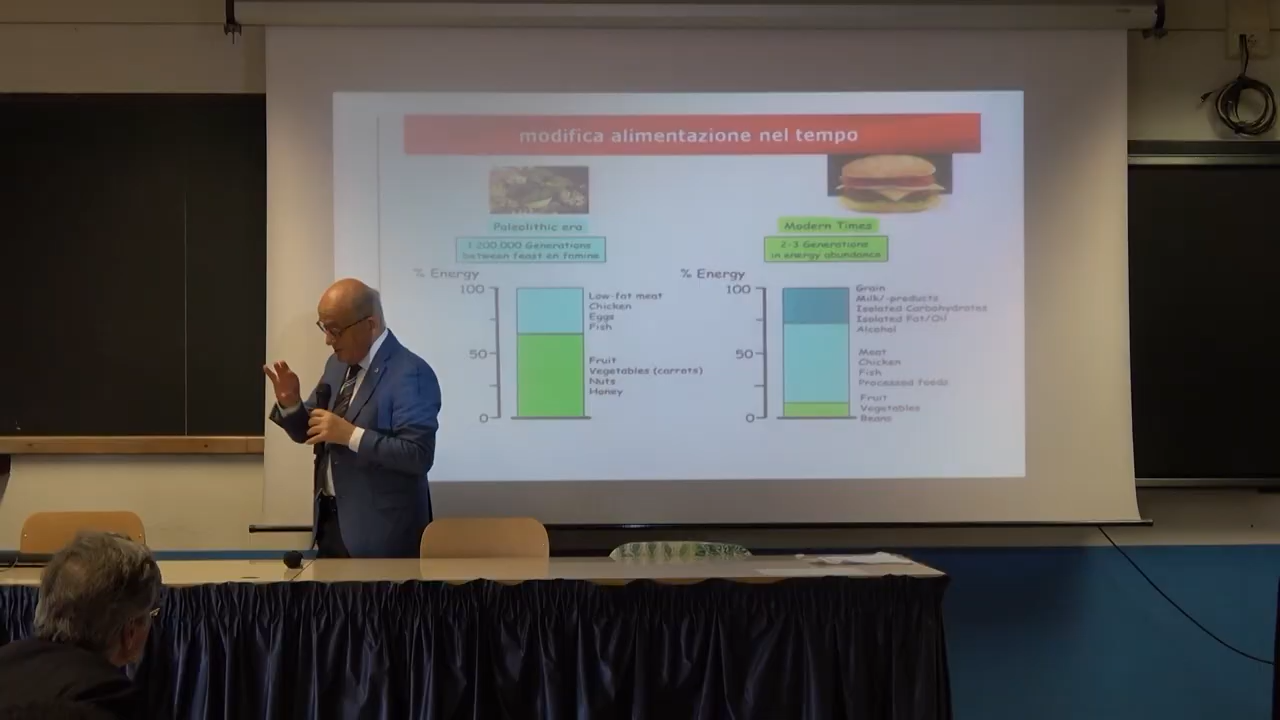 modifica alimentazione nel tempo
Paleolithic era
1.200.000 Generations
between feast en famine
% Energy
100
50
0
Low-fat meat
Chicken
Eggs
Fish
Fruit
Vegetables (carrots)
Nuts
Honey
Modern Times
2-3 Generations
in energy abundance
% Energy
100
50
0
Grain
Milk/-products
Isolated Carbohydrates
Isolated Fat/Oil
Alcohol
Meat
Chicken
Fish
Processed foods
Fruit
Vegetables
Beans